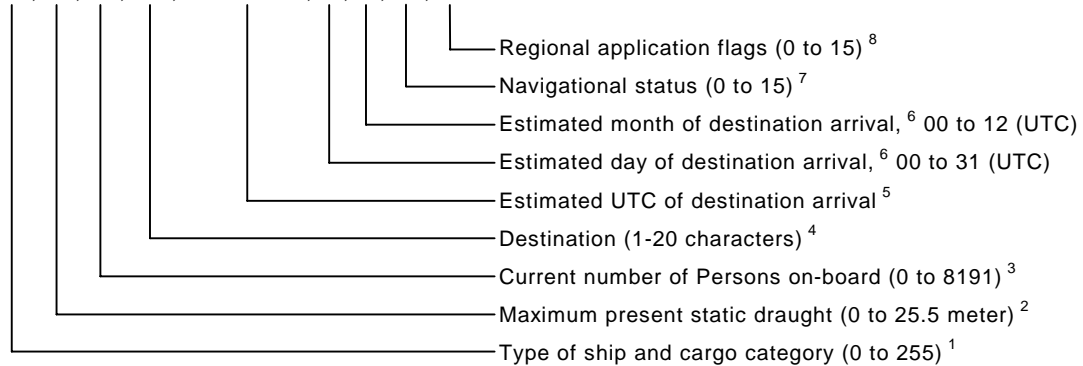 Regional application flags (0 to 15) 8
Navigational status (0 to 15) 7
Estimated month of destination arrival, 6 00 to 12 (UTC)
Estimated day of destination arrival, 6 00 to 31 (UTC)
Estimated UTC of destination arrival 5
Destination (1-20 characters) 4
Current number of Persons on-board (0 to 8191) 3
Maximum present static draught (0 to 25.5 meter) 2
Type of ship and cargo category (0 to 255) 1